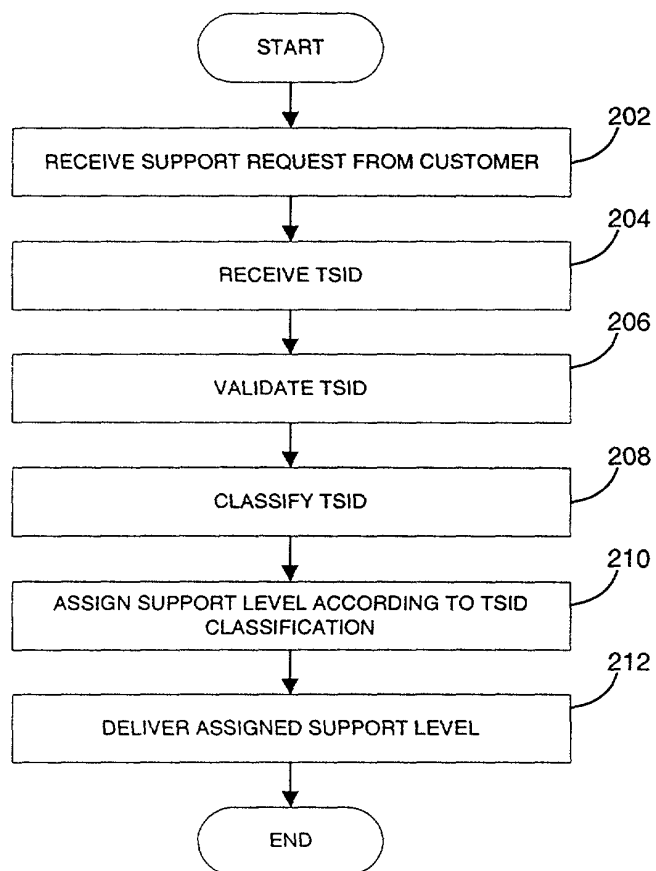 START
202
RECEIVE SUPPORT REQUEST FROM CUSTOMER
204
RECEIVE TSID
206
VALIDATE TSID
208
CLASSIFY TSID
210
ASSIGN SUPPORT LEVEL ACCORDING TO TSID
CLASSIFICATION
212
DELIVER ASSIGNED SUPPORT LEVEL
END